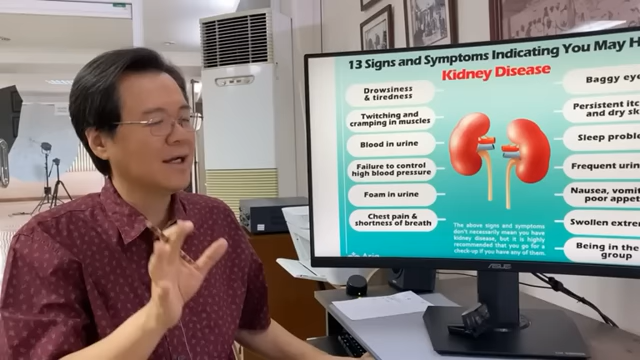 13 Signs and Symptoms Indicating You May H
Kidney Disease
Drowsiness
& tiredness
Twitching and
cramping in muscles
Blood in urine
Failure to control
high blood pressure
Foam in urine
Chest pain &
shortness of breath
Baggy eye
Persistent itc
and dry sk
Sleep proble
Frequent urin
Nausea, vomit
poor appet
Swollen extrem
Being in the
group
The above signs and symptoms
don't necessarily mean you have
kidney disease, but it is highly
recommended that you go for a
check-up if you have any of them.
ASUS